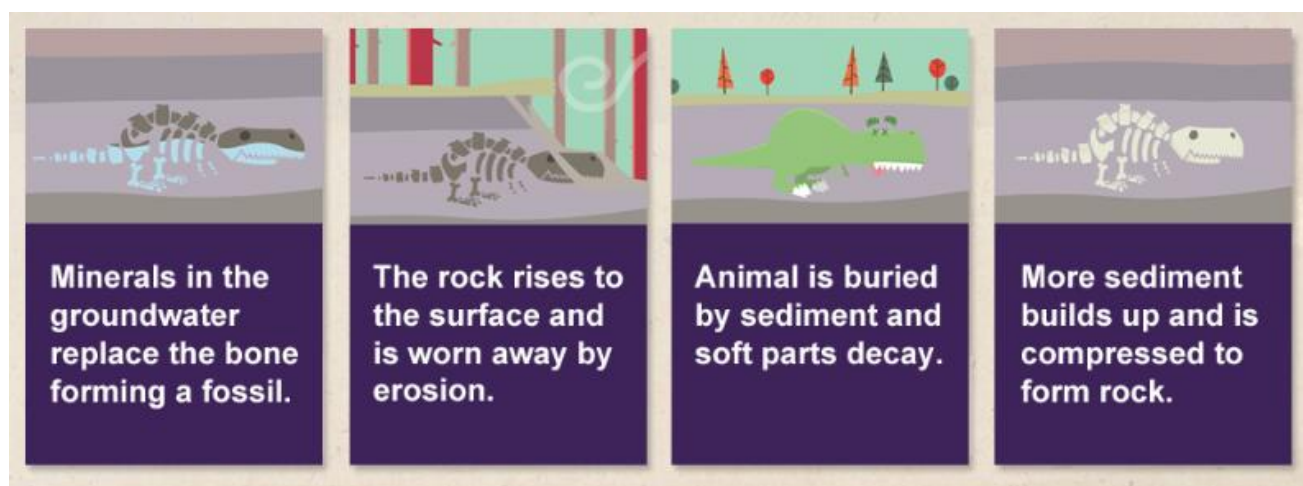 Minerals in the
groundwater
replace the bone
forming a fossil.
The rock rises to
the surface and
is worn away by
erosion.
Animal is buried
by sediment and
soft parts decay.
More sediment
builds up and is
compressed to
form rock.